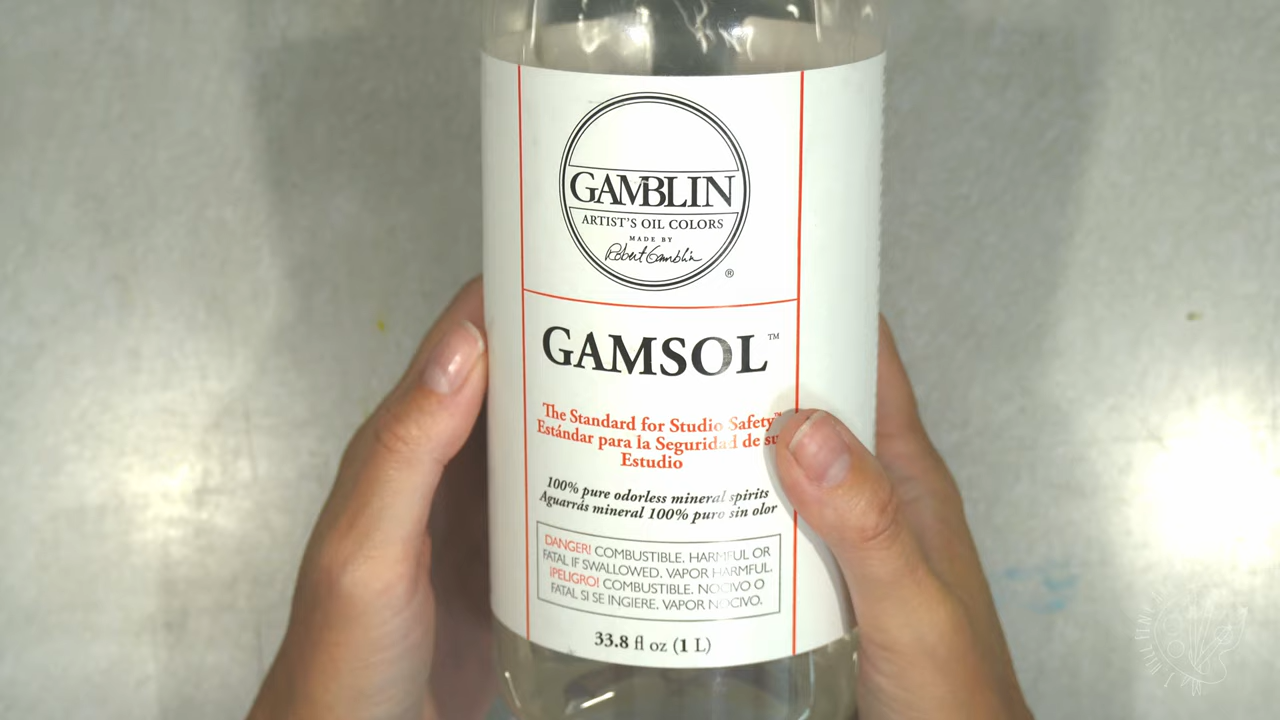 GAMBLIN
ARTIST'S OIL COLORS
MADE BY
Robert Gamblin
®
GAMSOL™
The Standard for Studio Safety™
Estándar para la Seguridad de su
Estudio
100% pure odorless mineral spirits
Aguarrás mineral 100% puro sin olor
DANGER! COMBUSTIBLE. HARMFUL OR
FATAL IF SWALLOWED. VAPOR HARMFUL.
¡PELIGRO! COMBUSTIBLE. NOCIVO O
FATAL SI SE INGIERE. VAPOR NOCIVO.
33.8 fl oz (1 L)